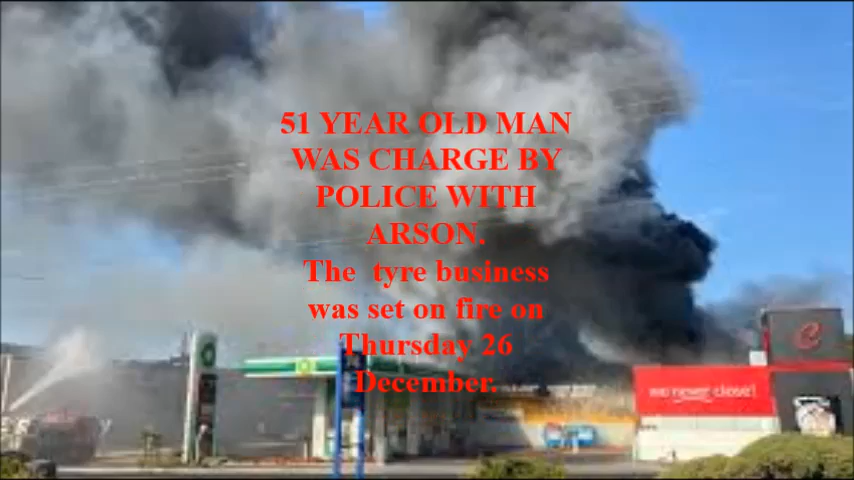 51 YEAR OLD MAN
WAS CHARGE BY
POLICE WITH
ARSON.
The tyre business
was set on fire on
Thursday 26
December.
we never close!